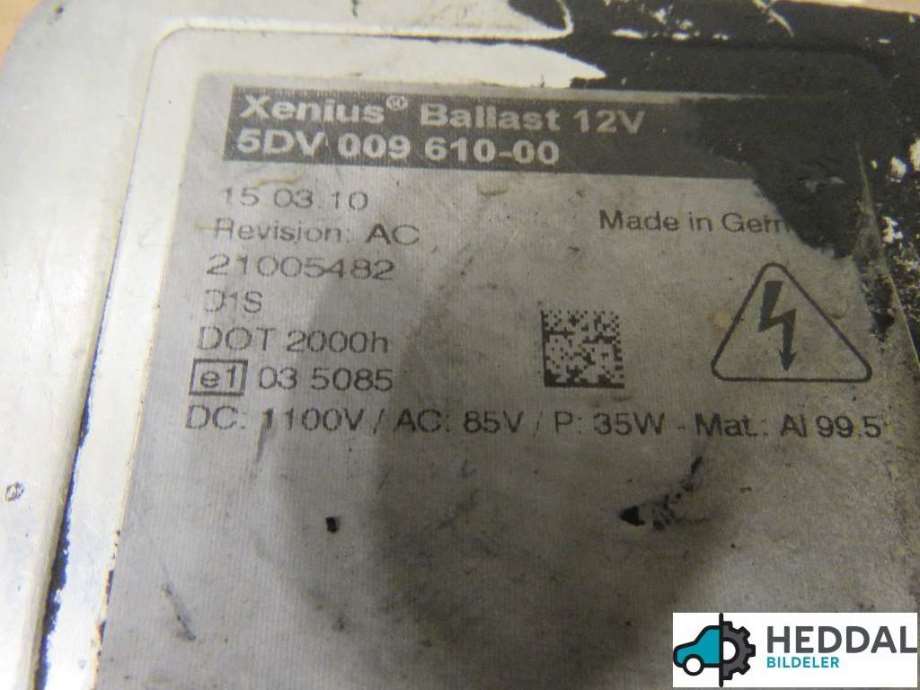 Xenius® Ballast 12V
5DV 009 610-00
15.03.10
Revision: AC
Made in Germ
21005482
D1S
DOT 2000h
e1 03 5085
DC: 1100V / AC: 85V / P: 35W - Mat.: Al 99.5
HEDDAL
BILDELER